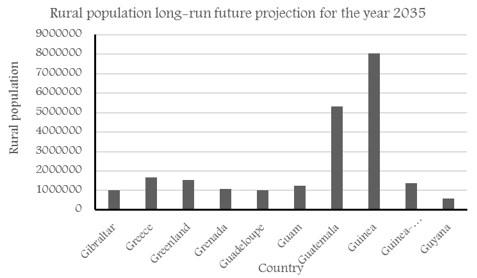 Rural population long-run future projection for the year 2035
Rural population
9000000
8000000
7000000
6000000
5000000
4000000
3000000
2000000
1000000
0
Gibraltar
Greece
Greenland
Grenada
Guadeloupe
Guam
Guatemala
Guinea
Guinea-…
Guyana
Country